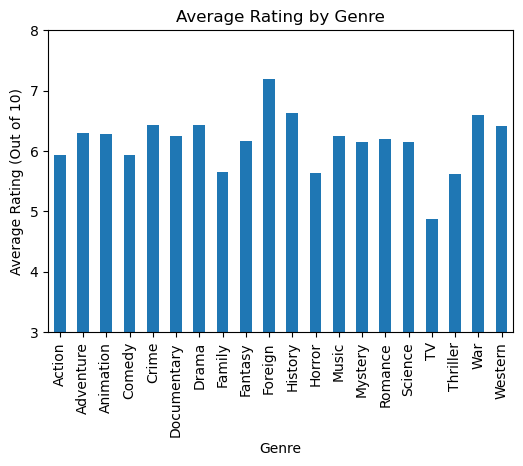 Average Rating by Genre
Average Rating (Out of 10)
8
7
6
5
4
3
Action
Adventure
Animation
Comedy
Crime
Documentary
Drama
Family
Fantasy
Foreign
History
Horror
Music
Mystery
Romance
Science
TV
Thriller
War
Western
Genre